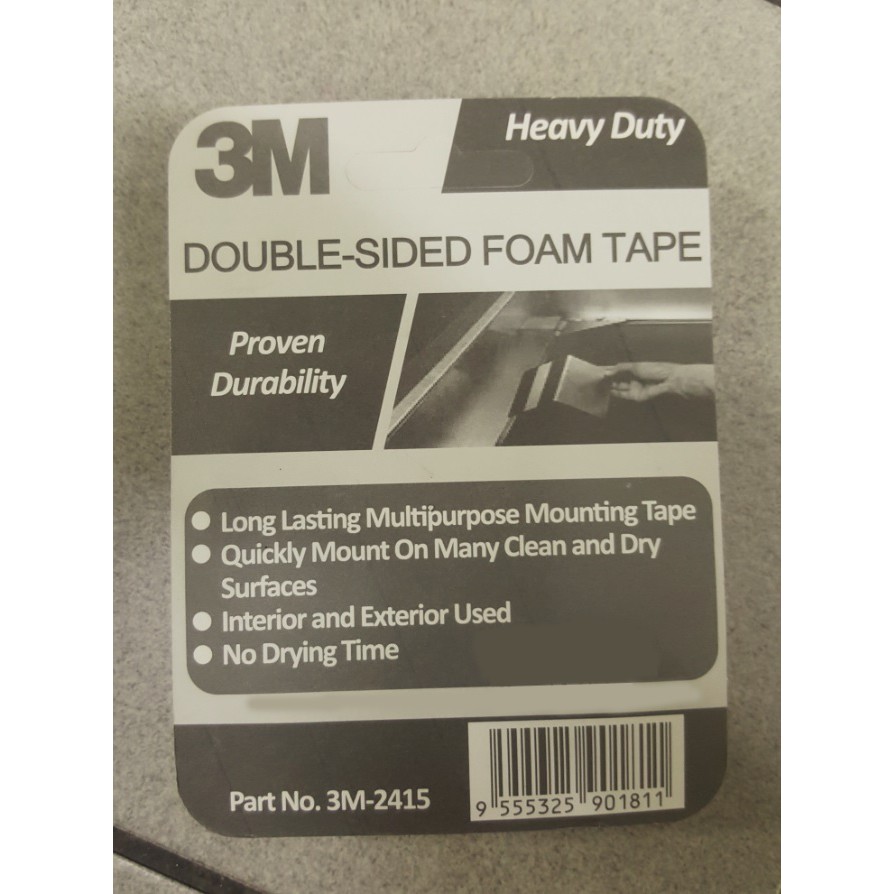 3M
Heavy Duty
DOUBLE-SIDED FOAM TAPE
Proven
Durability
Long Lasting Multipurpose Mounting Tape
Quickly Mount On Many Clean and Dry
Surfaces
Interior and Exterior Used
No Drying Time
Part No. 3M-2415
9 555325 901811